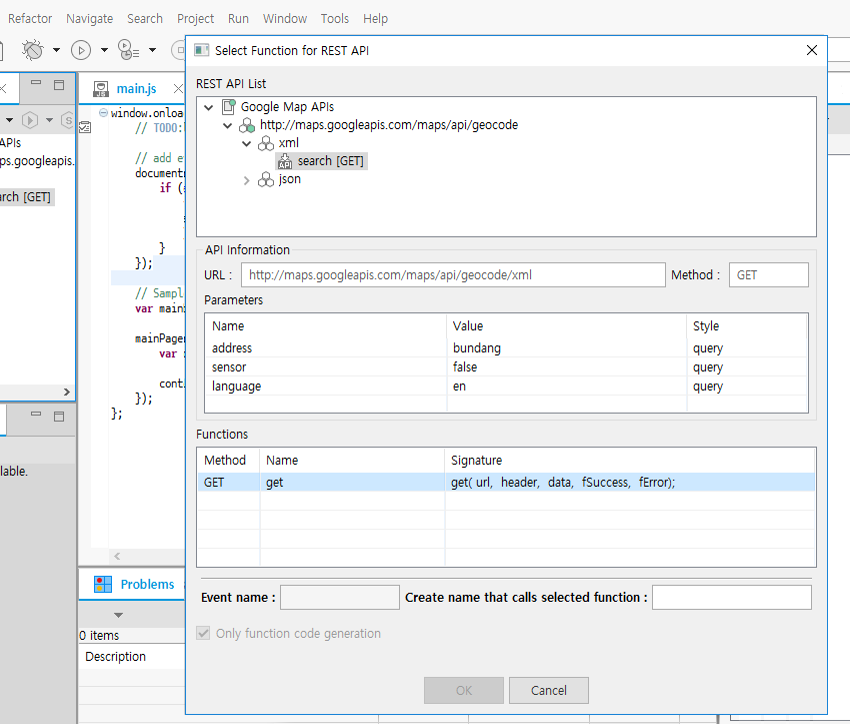 Refactor Navigate Search Project Run Window Tools Help
Select Function for REST API
REST API List
Google Map APIs
http://maps.googleapis.com/maps/api/geocode
xml
search [GET]
json
API Information
URL : http://maps.googleapis.com/maps/api/geocode/xml Method : GET
Parameters
Name Value Style
address bundang query
sensor false query
language en query
Functions
Method Name Signature
GET get get( url, header, data, fSuccess, fError);
Event name : Create name that calls selected function :
Only function code generation
OK Cancel
main.js
window.onloa
// TODO:
// add e
document
if (
}
});
// Sampl
var main
mainPage
var
cont
});
};
APIs
ps.googleapis.
rch [GET]
lable.
Problems
0 items
Description